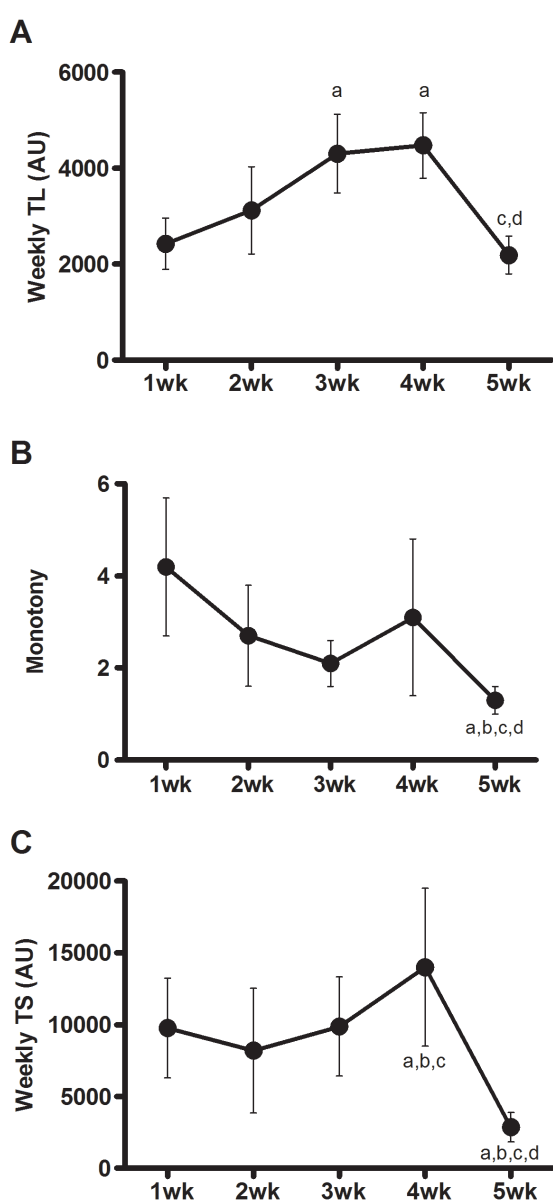 A
6000
a a
4000
c,d
2000
Weekly TL (AU)
0
1wk 2wk 3wk 4wk 5wk
B
6
4
Monotony
2
a,b,c,d
0
1wk 2wk 3wk 4wk 5wk
C
20000
15000
Weekly TS (AU)
10000
a,b,c
5000
a,b,c,d
0
1wk 2wk 3wk 4wk 5wk